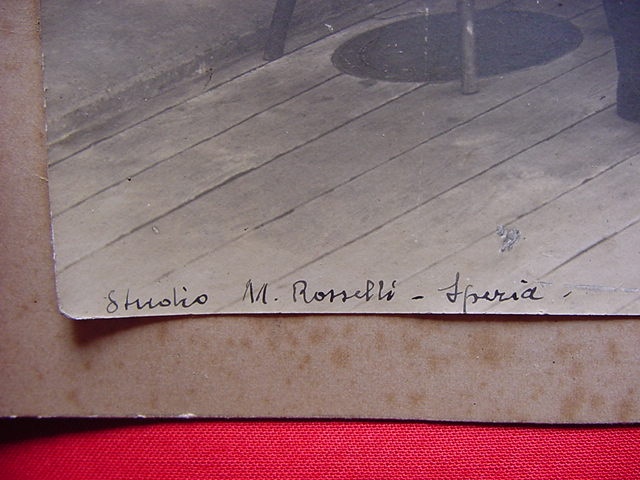 Studio M. Rosselli - Speria